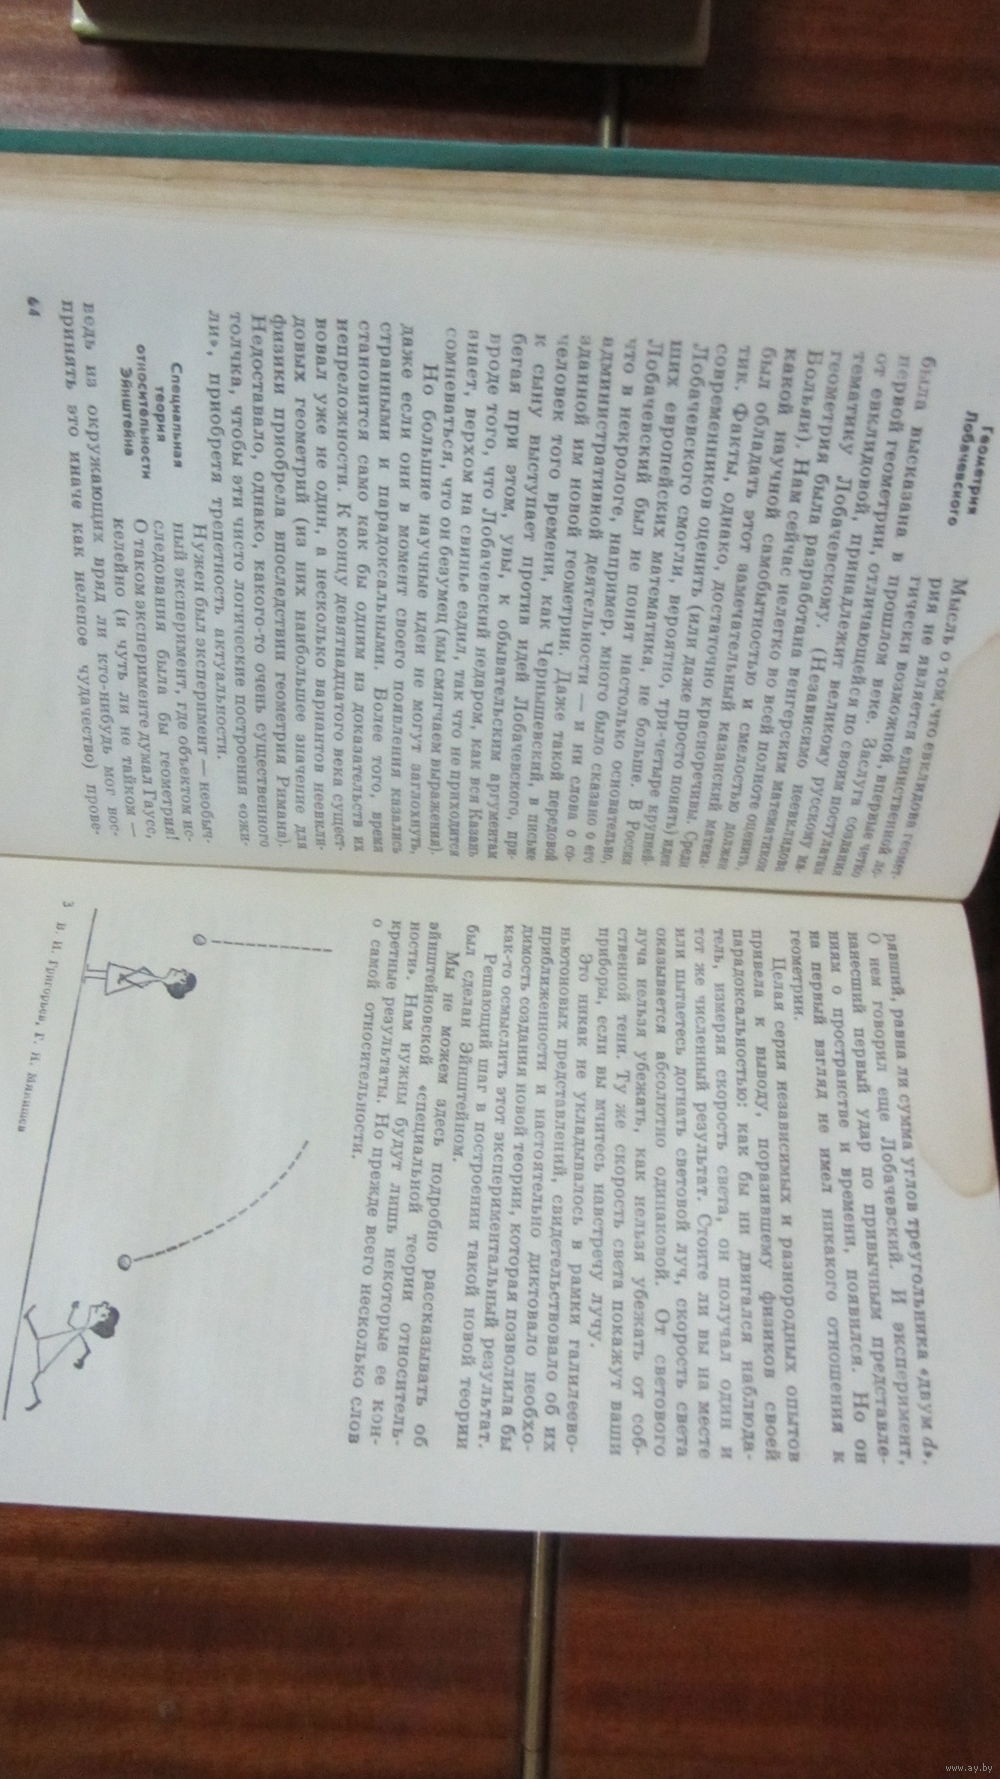 Геометрия
Лобачевского
Мысль о том, что евклидова геомет-
рия не является единственной ло-
гически возможной, впервые четко
была высказана в прошлом веке. Заслуга создания
первой геометрии, отличающейся по своим постулатам
от евклидовой, принадлежит великому русскому ма-
тематику Лобачевскому. (Независимо неевклидова
геометрия была разработана венгерским математиком
Больяйи). Нам сейчас нелегко во всей полноте оценить,
какой научной самобытностью и смелостью должен
был обладать этот замечательный казанский матема-
тик. Факты, однако, достаточно красноречивы. Среди
современников оценить (или даже просто понять) идеи
Лобачевского смогли, вероятно, три-четыре крупней-
ших европейских математика, не больше. В России
Лобачевский был не понят настолько основательно,
что в некрологе, например, много было сказано о его
административной деятельности — и ни слова о со-
зданной им новой геометрии. Даже такой передовой
человек того времени, как Чернышевский, в письме
к сыну выступает против идей Лобачевского, при-
бегая при этом, увы, к обывательским аргументам
вроде того, что Лобачевский недаром, как вся Казань
знает, верхом на свинье ездил, так что не приходится
сомневаться, что он безумец (мы смягчаем выражения).
Но большие научные идеи не могут заглохнуть,
даже если они в момент своего появления казались
странными и парадоксальными. Более того, время
становится само как бы одним из доказательств их
непреложности. К концу девятнадцатого века сущест-
вовал уже не один, а несколько вариантов неевкли-
довых геометрий (из них наибольшее значение для
физики приобрела впоследствии геометрия Римана).
Недоставало, однако, какого-то очень существенного
толчка, чтобы эти чисто логические построения «ожи-
ли», приобретя трепетность актуальности.
Специальная
теория
относительности
Эйнштейна
Нужен был эксперимент — необыч-
ный эксперимент, где объектом ис-
следования была бы геометрия!
О таком эксперименте думал Гаусс,
келейно (и чуть ли не тайком —
ведь из окружающих вряд ли кто-нибудь мог вос-
принять это иначе как нелепое чудачество) прове-
64
рявший, равна ли сумма углов треугольника «двум d».
О нем говорил еще Лобачевский. И эксперимент,
нанесший первый удар по привычным представле-
ниям о пространстве и времени, появился. Но он
на первый взгляд не имел никакого отношения к
геометрии.
Целая серия независимых и разнородных опытов
привела к выводу, поразившему физиков своей
парадоксальностью: как бы ни двигался наблюда-
тель, измеряя скорость света, он получал один и
тот же численный результат. Стоите ли вы на месте
или пытаетесь догнать световой луч, скорость света
оказывается абсолютно одинаковой. От светового
луча нельзя убежать, как нельзя убежать от соб-
ственной тени. Ту же скорость света покажут ваши
приборы, если вы мчитесь навстречу лучу.
Это никак не укладывалось в рамки галилеево-
ньютоновых представлений, свидетельствовало об их
приближенности и настоятельно диктовало необхо-
димость создания новой теории, которая позволила бы
как-то осмыслить этот экспериментальный результат.
Решающий шаг в построении такой новой теории
был сделан Эйнштейном.
Мы не можем здесь подробно рассказывать об
эйнштейновской «специальной теории относитель-
ности». Нам нужны будут лишь некоторые ее кон-
кретные результаты. Но прежде всего несколько слов
о самой относительности.
3 В. И. Григорьев, Г. Я. Мякишев
www.ay.by